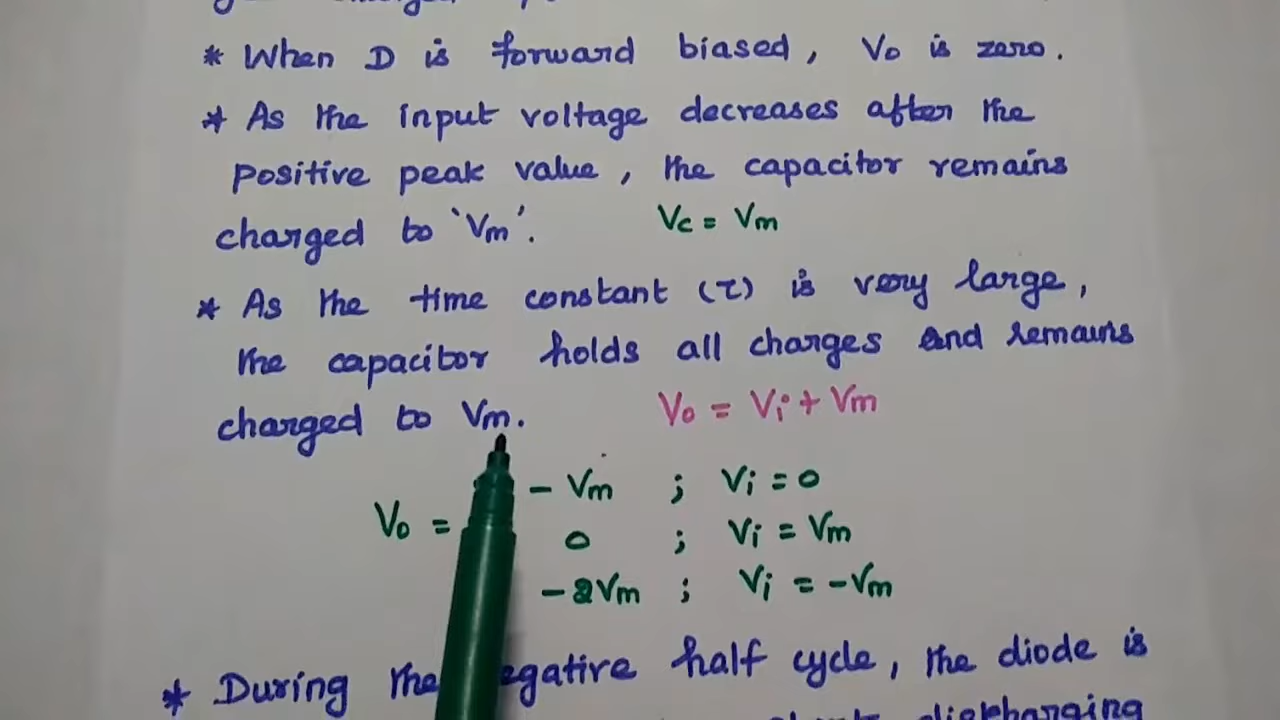 * When D is forward biased, Vo is zero.
* As the input voltage decreases after the
positive peak value, the capacitor remains
charged to 'Vm'. Vc = Vm
* As the time constant (τ) is very large,
the capacitor holds all charges and remains
charged to Vm. Vo = Vi + Vm
- Vm ; Vi = 0
Vo = 0 ; Vi = Vm
- 2Vm ; Vi = -Vm
* During the negative half cycle, the diode is
discharging